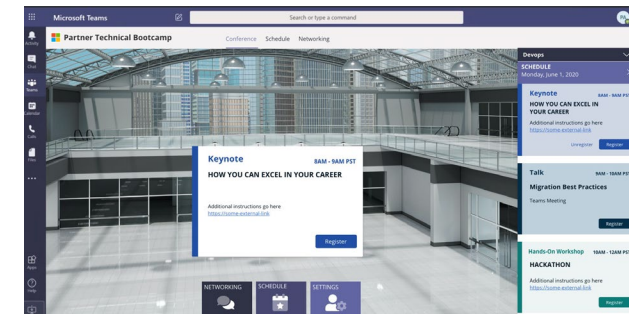 Microsoft Teams
Search or type a command
Partner Technical Bootcamp
Conference Schedule Networking
Activity
Chat
Teams
Calendar
Calls
Files
Apps
Help
Keynote
8AM - 9AM PST
HOW YOU CAN EXCEL IN YOUR CAREER
Additional instructions go here
https://some-external-link
Register
NETWORKING
SCHEDULE
SETTINGS
Devops
SCHEDULE
Monday, June 1, 2020
Keynote
8AM - 9AM PST
HOW YOU CAN EXCEL IN
YOUR CAREER
Additional instructions go here
https://some-external-link
Unregister
Register
Talk
9AM - 10AM PST
Migration Best Practices
Teams Meeting
Register
Hands-On Workshop
10AM - 12AM PST
HACKATHON
Additional instructions go here
https://some-external-link
Register